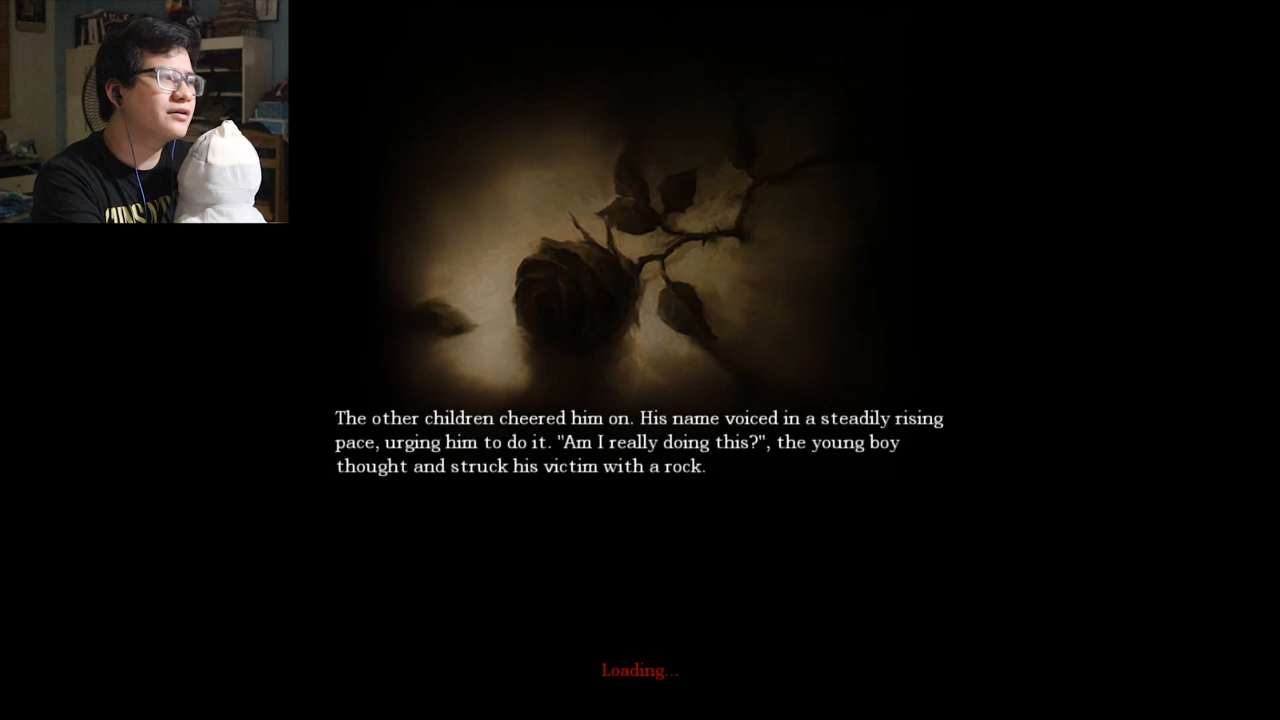 The other children cheered him on. His name voiced in a steadily rising
pace, urging him to do it. "Am I really doing this?", the young boy
thought and struck his victim with a rock.
Loading...